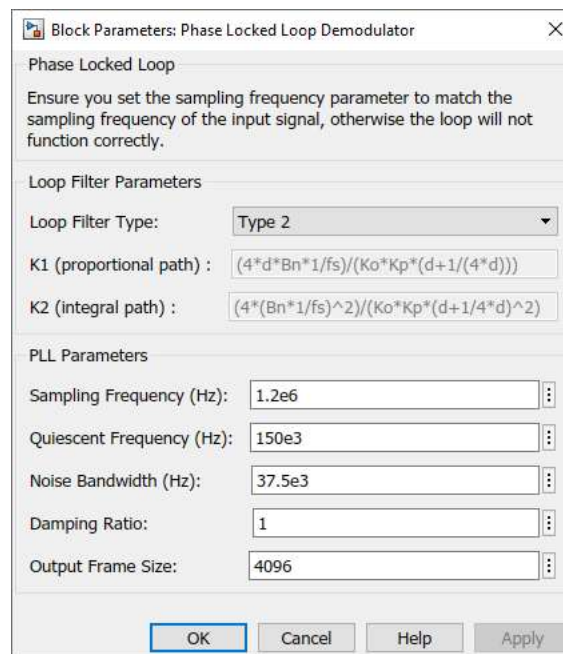 Block Parameters: Phase Locked Loop Demodulator
Phase Locked Loop
Ensure you set the sampling frequency parameter to match the
sampling frequency of the input signal, otherwise the loop will not
function correctly.
Loop Filter Parameters
Loop Filter Type: Type 2
K1 (proportional path) : (4*d*Bn*1/fs)/(Ko*Kp*(d+1/(4*d)))
K2 (integral path) : (4*(Bn*1/fs)^2)/(Ko*Kp*(d+1/4*d)^2)
PLL Parameters
Sampling Frequency (Hz): 1.2e6
Quiescent Frequency (Hz): 150e3
Noise Bandwidth (Hz): 37.5e3
Damping Ratio: 1
Output Frame Size: 4096
OK Cancel Help Apply